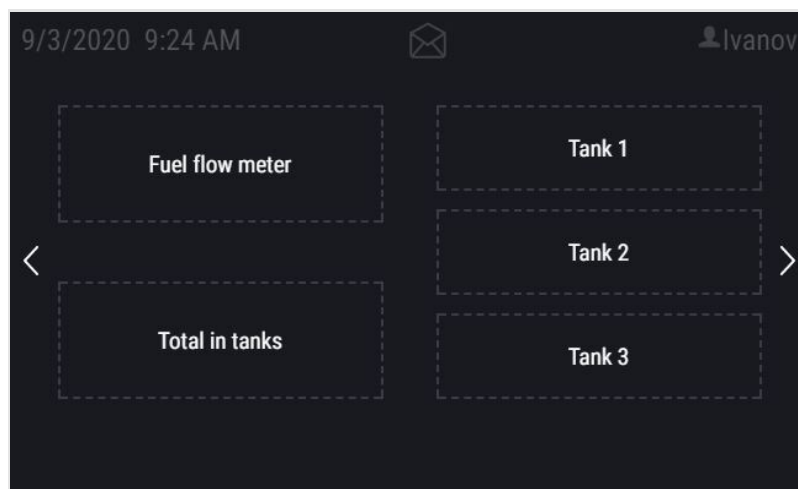 9/3/2020 9:24 AM
Ivanov
Fuel flow meter
Total in tanks
Tank 1
Tank 2
Tank 3